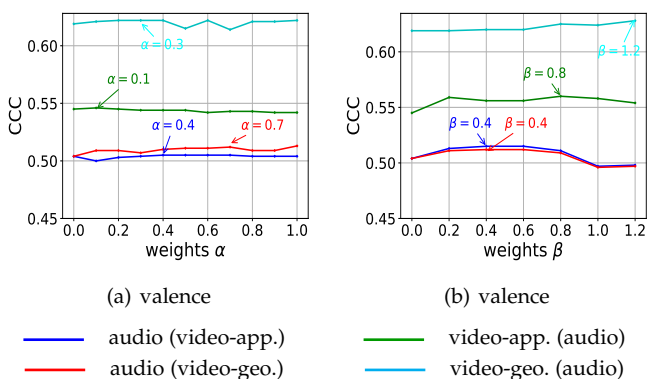 α = 0.3
α = 0.1
α = 0.4
α = 0.7
0.60
0.55
0.50
0.45
CCC
0.0 0.2 0.4 0.6 0.8 1.0
weights α
β = 1.2
β = 0.8
β = 0.4
β = 0.4
0.60
0.55
0.50
0.45
CCC
0.0 0.2 0.4 0.6 0.8 1.0 1.2
weights β
(a) valence
(b) valence
audio (video-app.)
video-app. (audio)
audio (video-geo.)
video-geo. (audio)